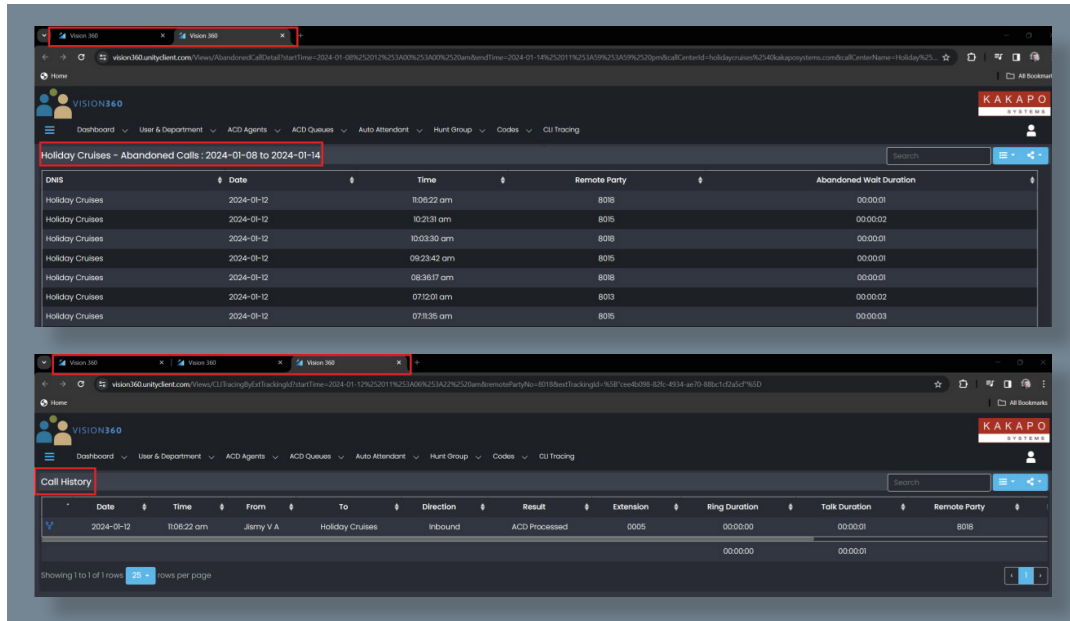 Vision 360 Vision 360
vision360.unityclient.com/Views/AbandonedCallDetail?startTime=2024-01-08%252012%253A00%253A00%2520am&endTime=2024-01-14%252011%253A59%253A59%2520pm&callCenterId=holidaycruises%2540kakaposystems.com&callCenterName=Holiday%25...
Home All Bookmar
VISION360 KAKAPO SYSTEMS
Dashboard User & Department ACD Agents ACD Queues Auto Attendant Hunt Group Codes CLI Tracing
Holiday Cruises - Abandoned Calls : 2024-01-08 to 2024-01-14 Search
DNIS Date Time Remote Party Abandoned Wait Duration
Holiday Cruises 2024-01-12 11:06:22 am 8018 00:00:01
Holiday Cruises 2024-01-12 10:21:31 am 8015 00:00:02
Holiday Cruises 2024-01-12 10:03:30 am 8018 00:00:01
Holiday Cruises 2024-01-12 09:23:42 am 8015 00:00:01
Holiday Cruises 2024-01-12 08:36:17 am 8018 00:00:01
Holiday Cruises 2024-01-12 07:12:01 am 8013 00:00:02
Holiday Cruises 2024-01-12 07:11:35 am 8015 00:00:03
Vision 360 Vision 360 Vision 360
vision360.unityclient.com/Views/CLITracingByExtTrackingId?startTime=2024-01-12%252011%253A06%253A22%2520am&remotePartyNo=8018&extTrackingId=%5B"cee4b098-82fc-4934-ae70-88bc1cf2a5cf"%5D
Home All Bookmarks
VISION360 KAKAPO SYSTEMS
Dashboard User & Department ACD Agents ACD Queues Auto Attendant Hunt Group Codes CLI Tracing
Call History Search
Date Time From To Direction Result Extension Ring Duration Talk Duration Remote Party
2024-01-12 11:06:22 am Jismy V A Holiday Cruises Inbound ACD Processed 0005 00:00:00 00:00:01 8018
00:00:00 00:00:01
Showing 1 to 1 of 1 rows 25 rows per page 1